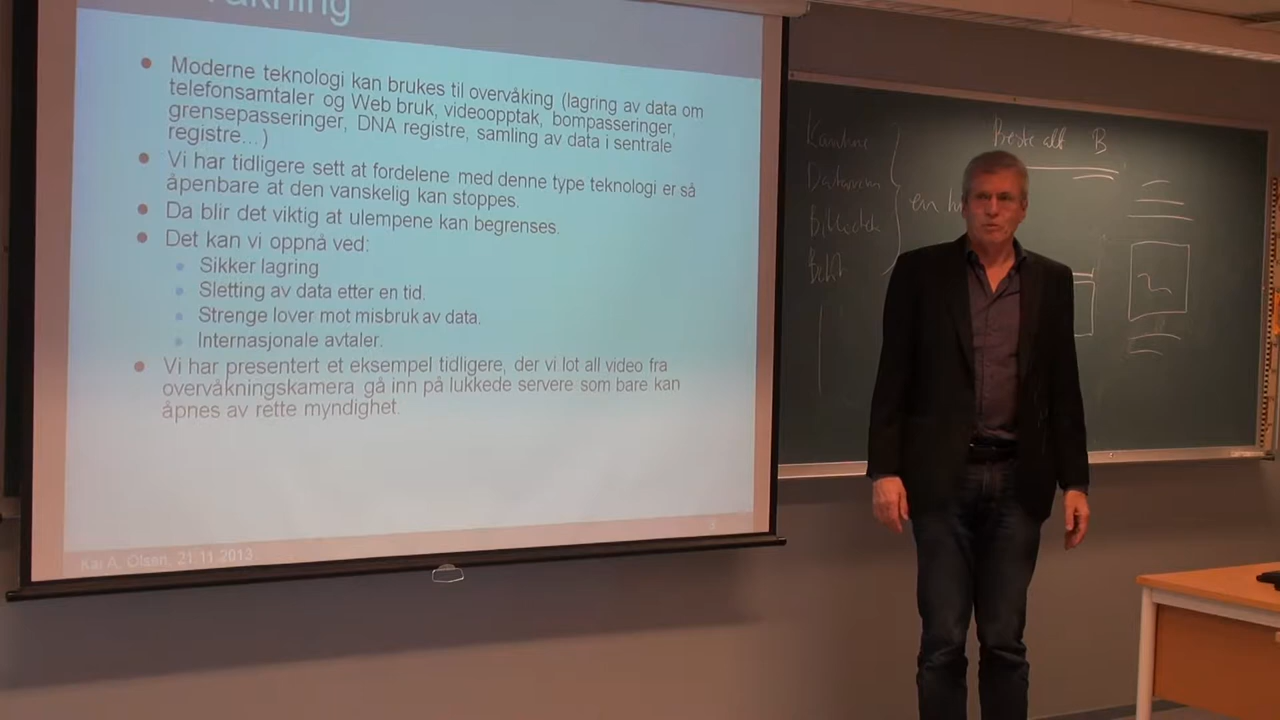 Moderne teknologi kan brukes til overvåking (lagring av data om
telefonsamtaler og Web bruk, videoopptak, bompasseringer,
grensepasseringer, DNA registre, samling av data i sentrale
registre...)
Vi har tidligere sett at fordelene med denne type teknologi er så
åpenbare at den vanskelig kan stoppes.
Da blir det viktig at ulempene kan begrenses.
Det kan vi oppnå ved:
Sikker lagring
Sletting av data etter en tid.
Strenge lover mot misbruk av data.
Internasjonale avtaler.
Vi har presentert et eksempel tidligere, der vi lot all video fra
overvåkningskamera gå inn på lukkede servere som bare kan
åpnes av rette myndighet.
Kai A. Olsen, 21.11.2013
Beste alt B
en